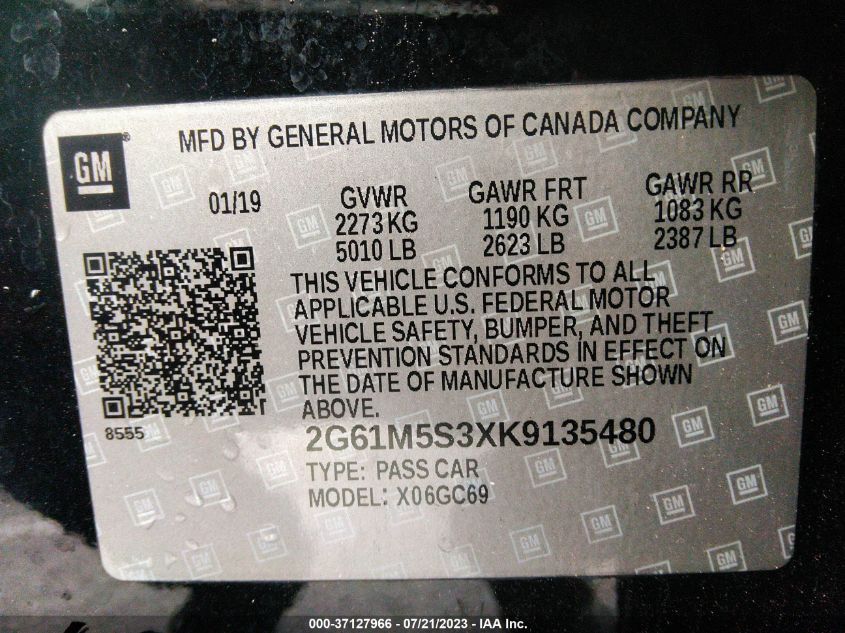 MFD BY GENERAL MOTORS OF CANADA COMPANY
GM®
01/19 GVWR GAWR FRT GAWR RR
2273 KG 1190 KG 1083 KG
5010 LB 2623 LB 2387 LB
THIS VEHICLE CONFORMS TO ALL
APPLICABLE U.S. FEDERAL MOTOR
VEHICLE SAFETY, BUMPER, AND THEFT
PREVENTION STANDARDS IN EFFECT ON
THE DATE OF MANUFACTURE SHOWN
ABOVE.
8555
2G61M5S3XK9135480
TYPE: PASS CAR
MODEL: X06GC69
000-37127966 / 07/21/2023 - IAA, Inc.